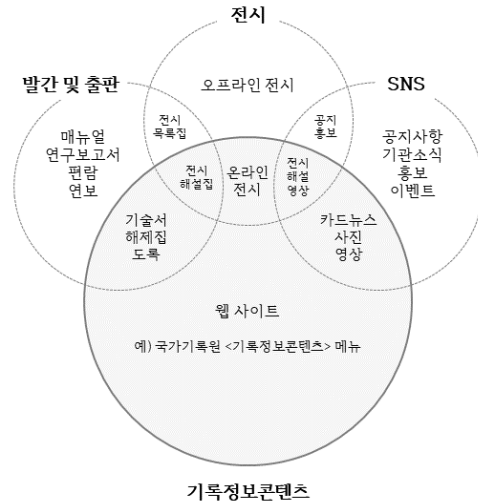 전시
발간 및 출판
SNS
오프라인 전시
전시
목록집
공지
홍보
매뉴얼
연구보고서
편람
연보
공지사항
기관소식
홍보
이벤트
전시
해설집
온라인
전시
전시
해설
영상
기술서
해제집
도록
카드뉴스
사진
영상
웹 사이트
예) 국가기록원 <기록정보콘텐츠> 메뉴
기록정보콘텐츠